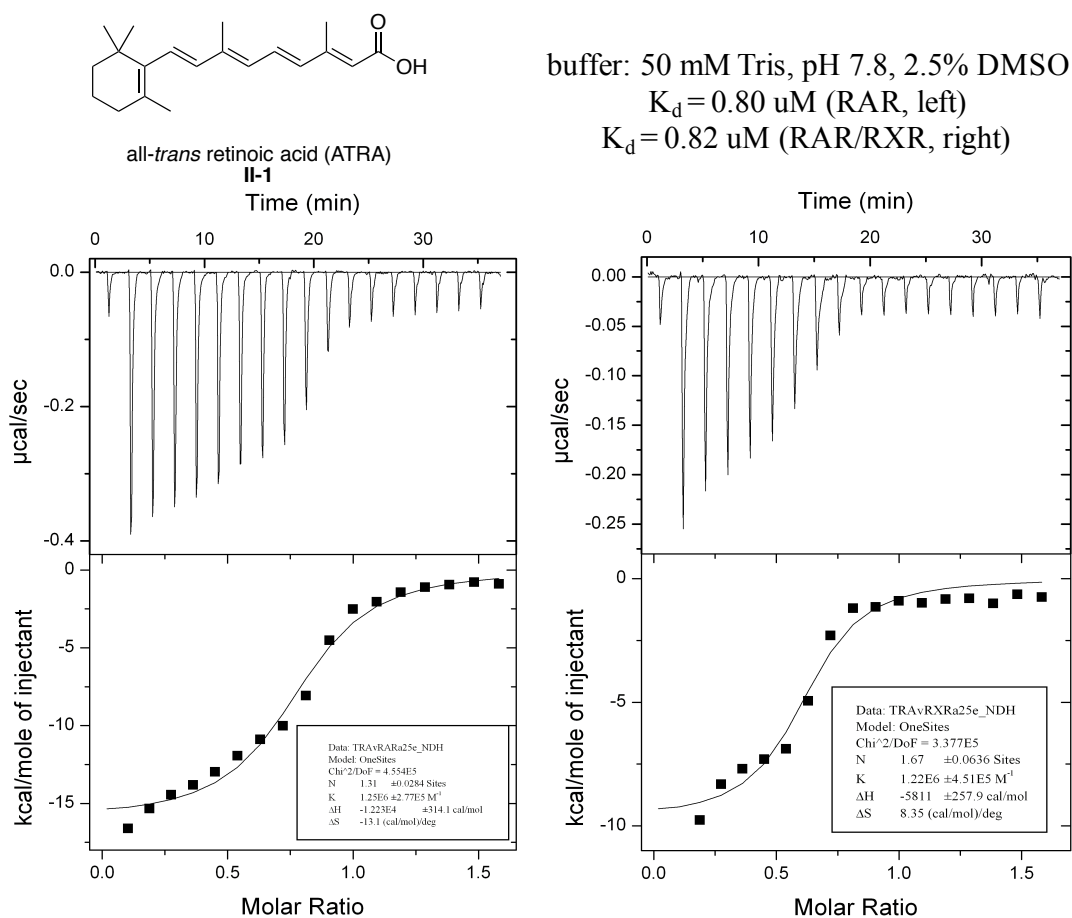 O
OH
all-trans retinoic acid (ATRA)
II-1
buffer: 50 mM Tris, pH 7.8, 2.5% DMSO
Kd = 0.80 uM (RAR, left)
Kd = 0.82 uM (RAR/RXR, right)
Time (min)
0 10 20 30
0.0
-0.2
-0.4
µcal/sec
0
-5
-10
-15
kcal/mole of injectant
Data: TRAvRARa25e_NDH
Model: OneSites
Chi^2/DoF = 4.554E5
N 1.31 ±0.0284 Sites
K 1.25E6 ±2.77E5 M-1
ΔH -1.223E4 ±314.1 cal/mol
ΔS -13.1 (cal/mol)/deg
0.0 0.5 1.0 1.5
Molar Ratio
Time (min)
0 10 20 30
0.00
-0.05
-0.10
-0.15
-0.20
-0.25
µcal/sec
0
-5
-10
kcal/mole of injectant
Data: TRAvRXRa25e_NDH
Model: OneSites
Chi^2/DoF = 3.377E5
N 1.67 ±0.0636 Sites
K 1.22E6 ±4.51E5 M-1
ΔH -5811 ±257.9 cal/mol
ΔS 8.35 (cal/mol)/deg
0.0 0.5 1.0 1.5
Molar Ratio